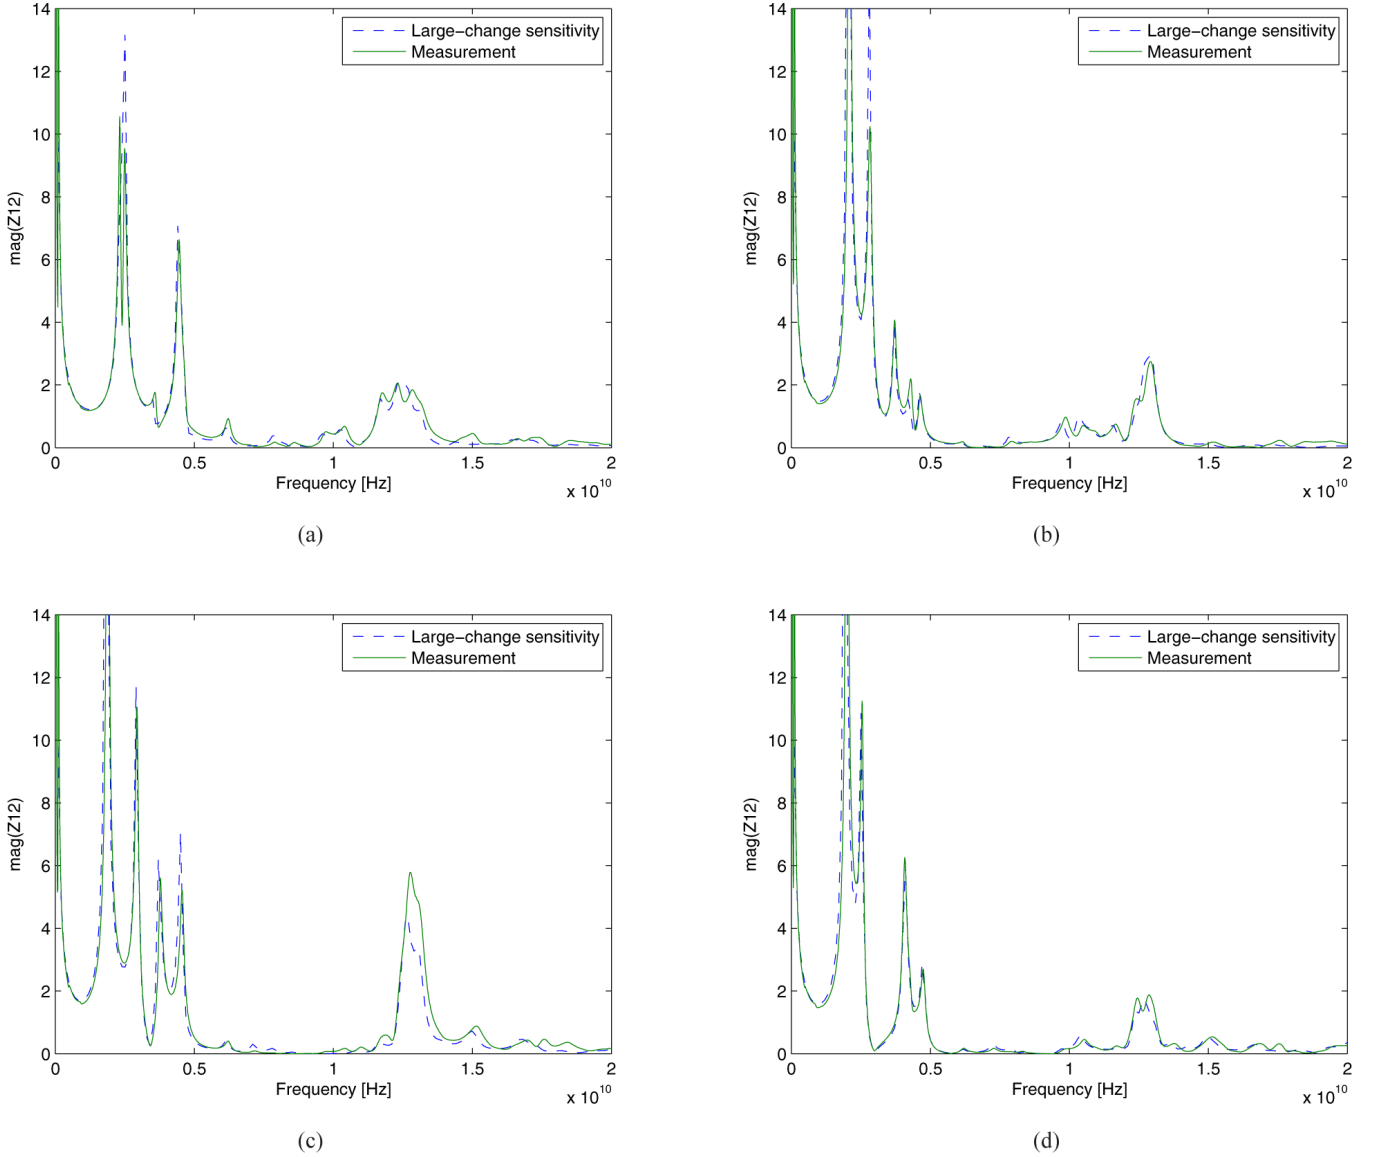 Large−change sensitivity
Measurement
14
12
10
8
6
4
2
0
mag(Z12)
0 0.5 1 1.5 2
Frequency [Hz]
x 10^10
(a)
Large−change sensitivity
Measurement
14
12
10
8
6
4
2
0
mag(Z12)
0 0.5 1 1.5 2
Frequency [Hz]
x 10^10
(b)
Large−change sensitivity
Measurement
14
12
10
8
6
4
2
0
mag(Z12)
0 0.5 1 1.5 2
Frequency [Hz]
x 10^10
(c)
Large−change sensitivity
Measurement
14
12
10
8
6
4
2
0
mag(Z12)
0 0.5 1 1.5 2
Frequency [Hz]
x 10^10
(d)